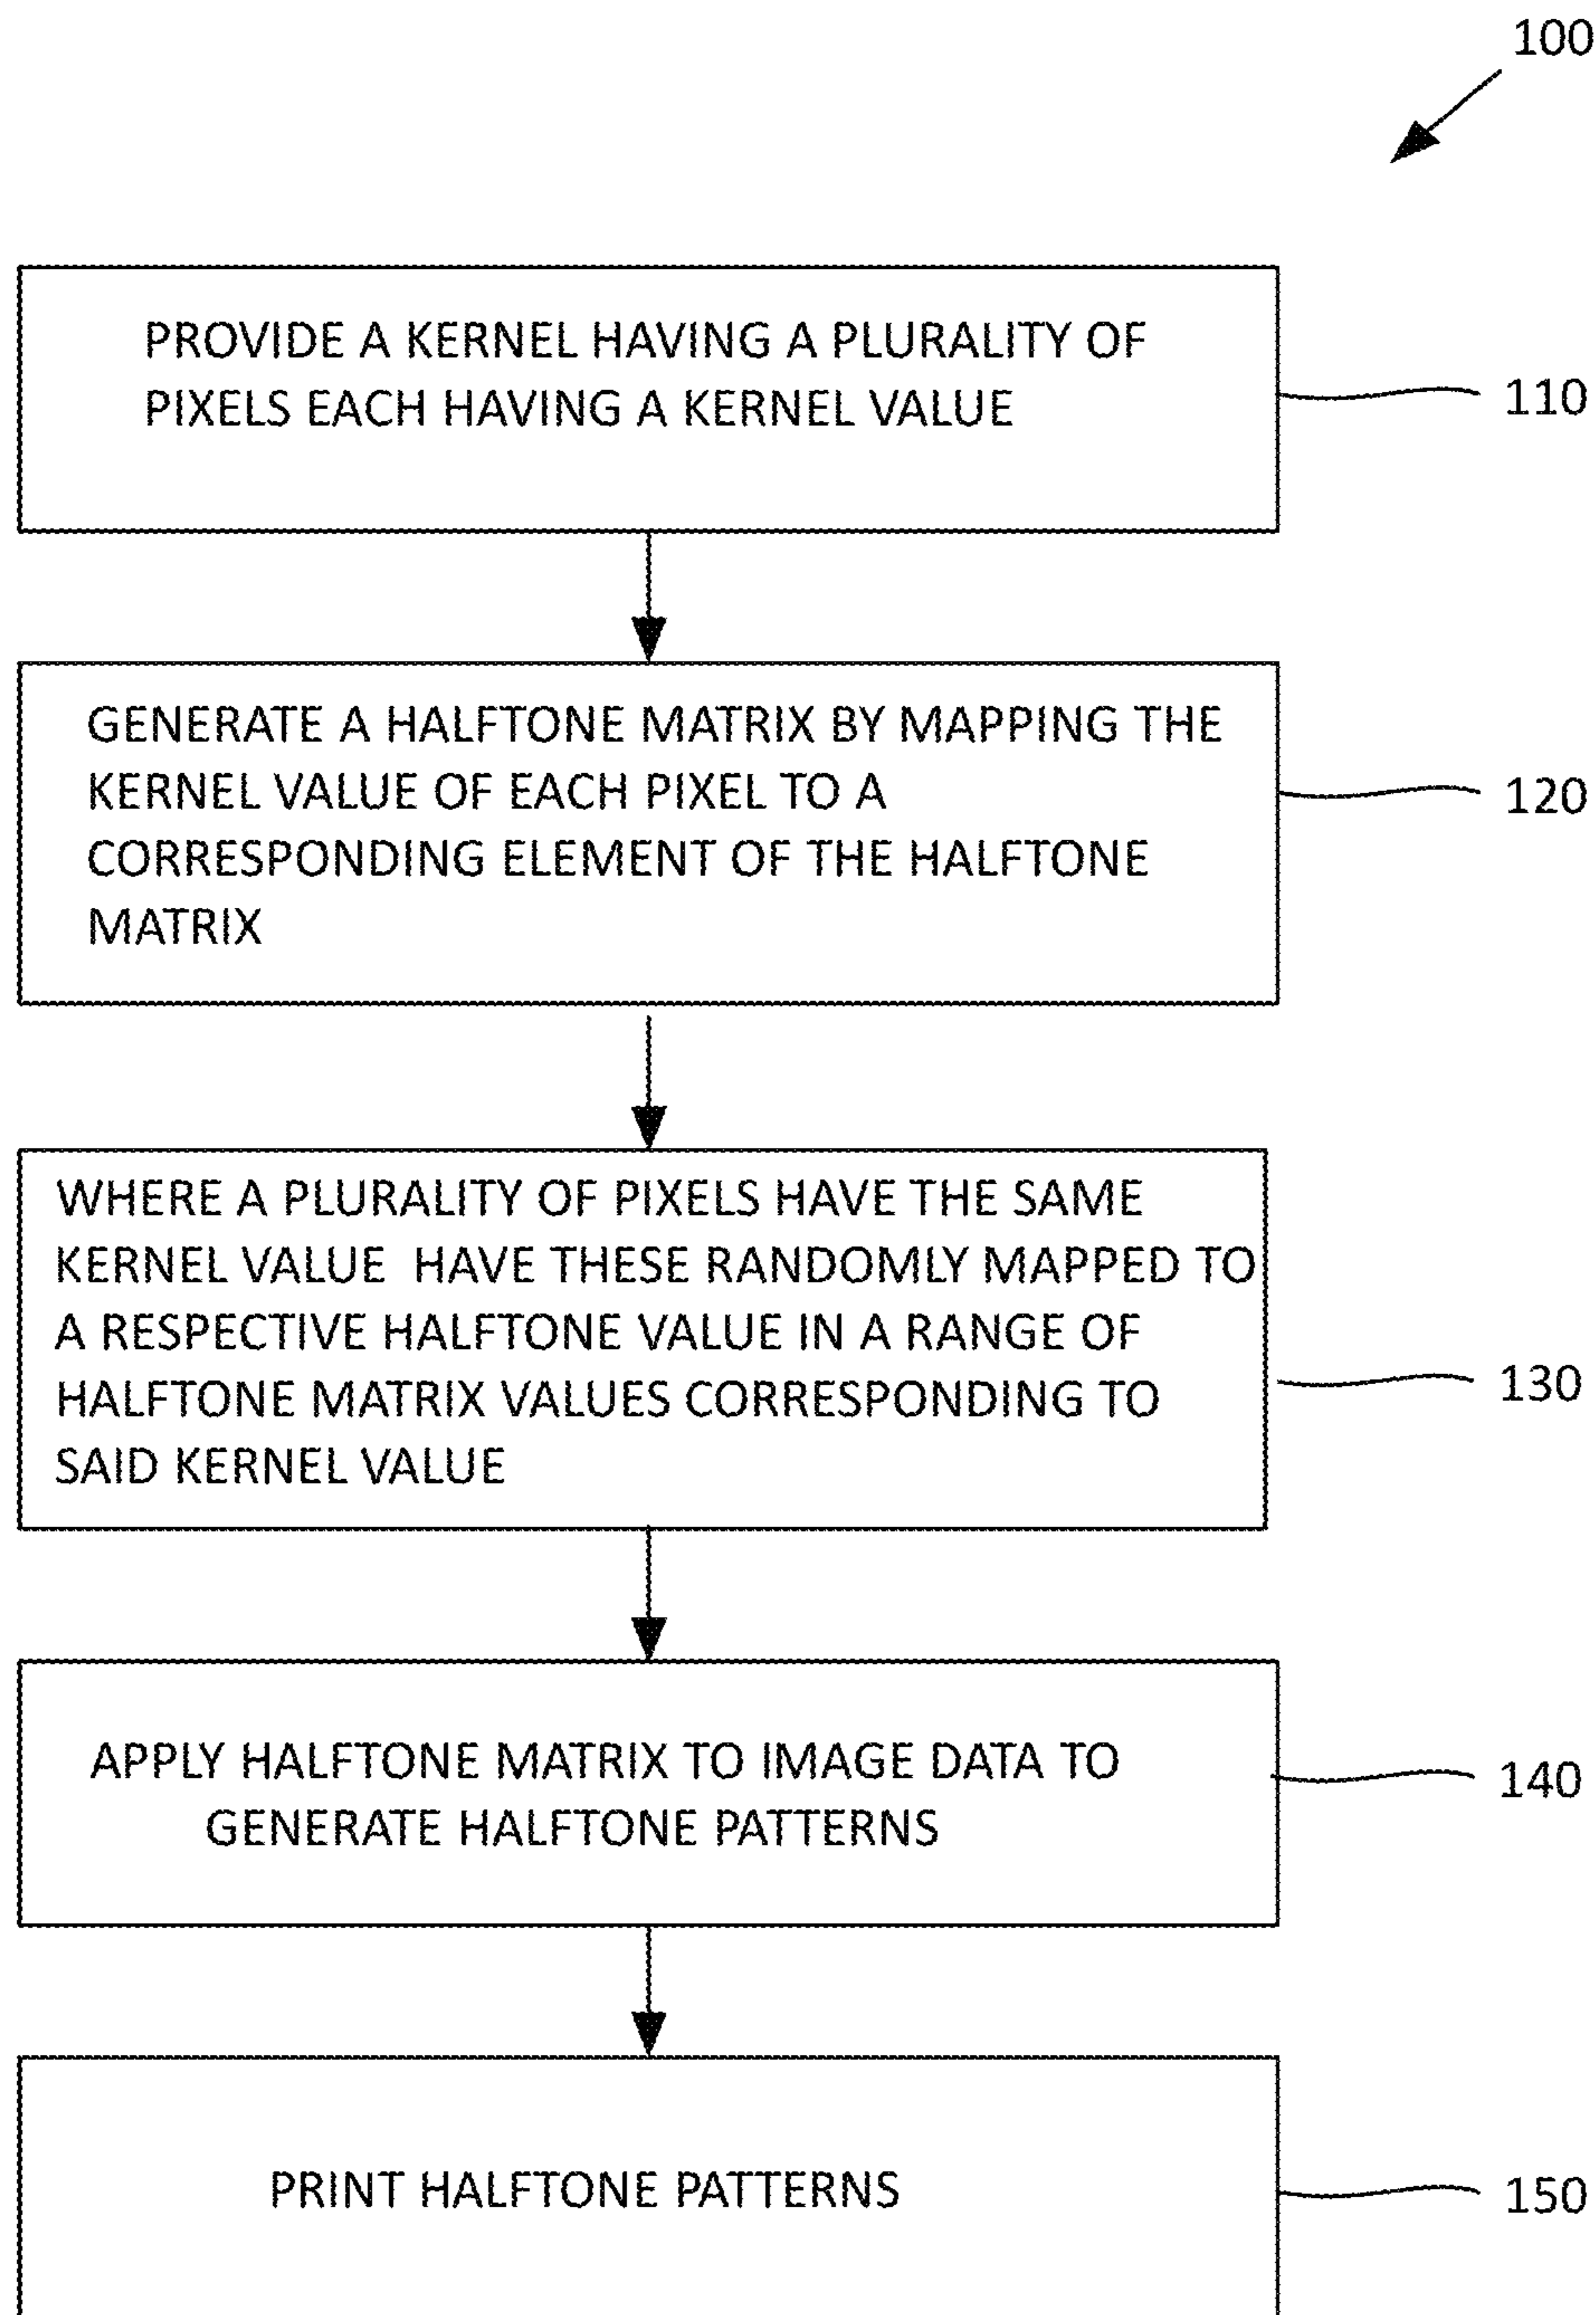 100
PROVIDE A KERNEL HAVING A PLURALITY OF
PIXELS EACH HAVING A KERNEL VALUE
110
GENERATE A HALFTONE MATRIX BY MAPPING THE
KERNEL VALUE OF EACH PIXEL TO A
CORRESPONDING ELEMENT OF THE HALFTONE
MATRIX
120
WHERE A PLURALITY OF PIXELS HAVE THE SAME
KERNEL VALUE HAVE THESE RANDOMLY MAPPED TO
A RESPECTIVE HALFTONE VALUE IN A RANGE OF
HALFTONE MATRIX VALUES CORRESPONDING TO
SAID KERNEL VALUE
130
APPLY HALFTONE MATRIX TO IMAGE DATA TO
GENERATE HALFTONE PATTERNS
140
PRINT HALFTONE PATTERNS
150